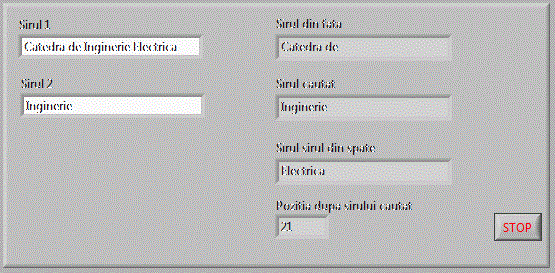 Sirul 1
Catedra de Inginerie Electrica
Sirul 2
Inginerie
Sirul din fata
Catedra de
Sirul cautat
Inginerie
Sirul sirul din spate
Electrica
Pozitia dupa sirului cautat
21
STOP